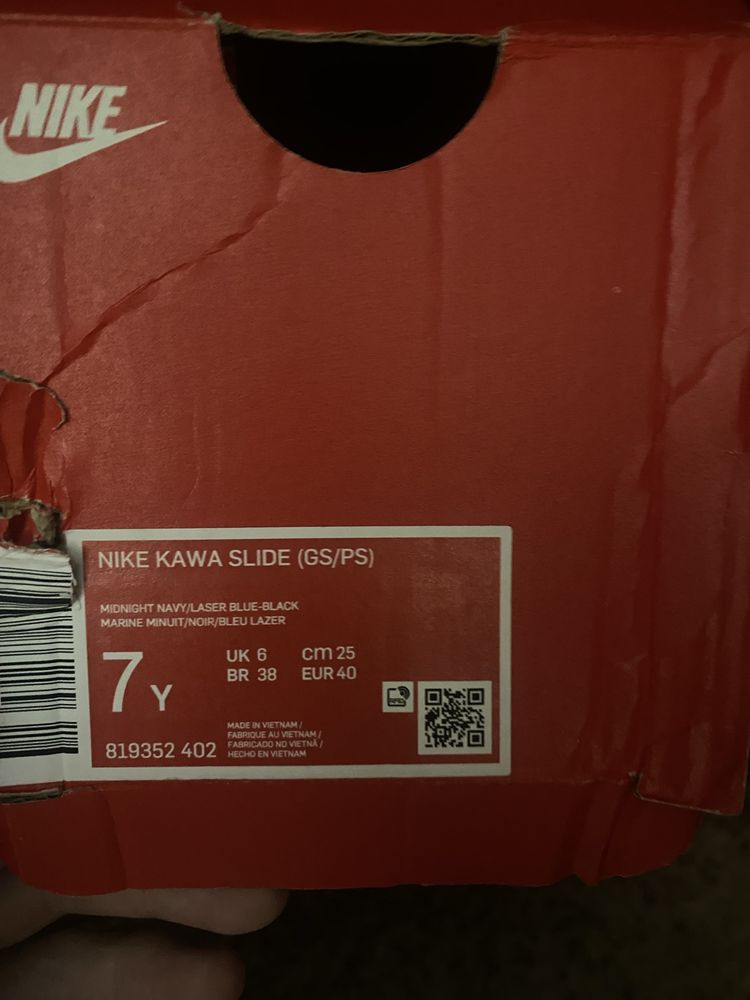 NIKE
NIKE KAWA SLIDE (GS/PS)
MIDNIGHT NAVY/LASER BLUE-BLACK
MARINE MINUIT/NOIR/BLEU LAZER
7Y
UK 6 cm 25
BR 38 EUR 40
819352 402
MADE IN VIETNAM /
FABRIQUE AU VIETNAM /
FABRICADO NO VIETNÃ /
HECHO EN VIETNAM